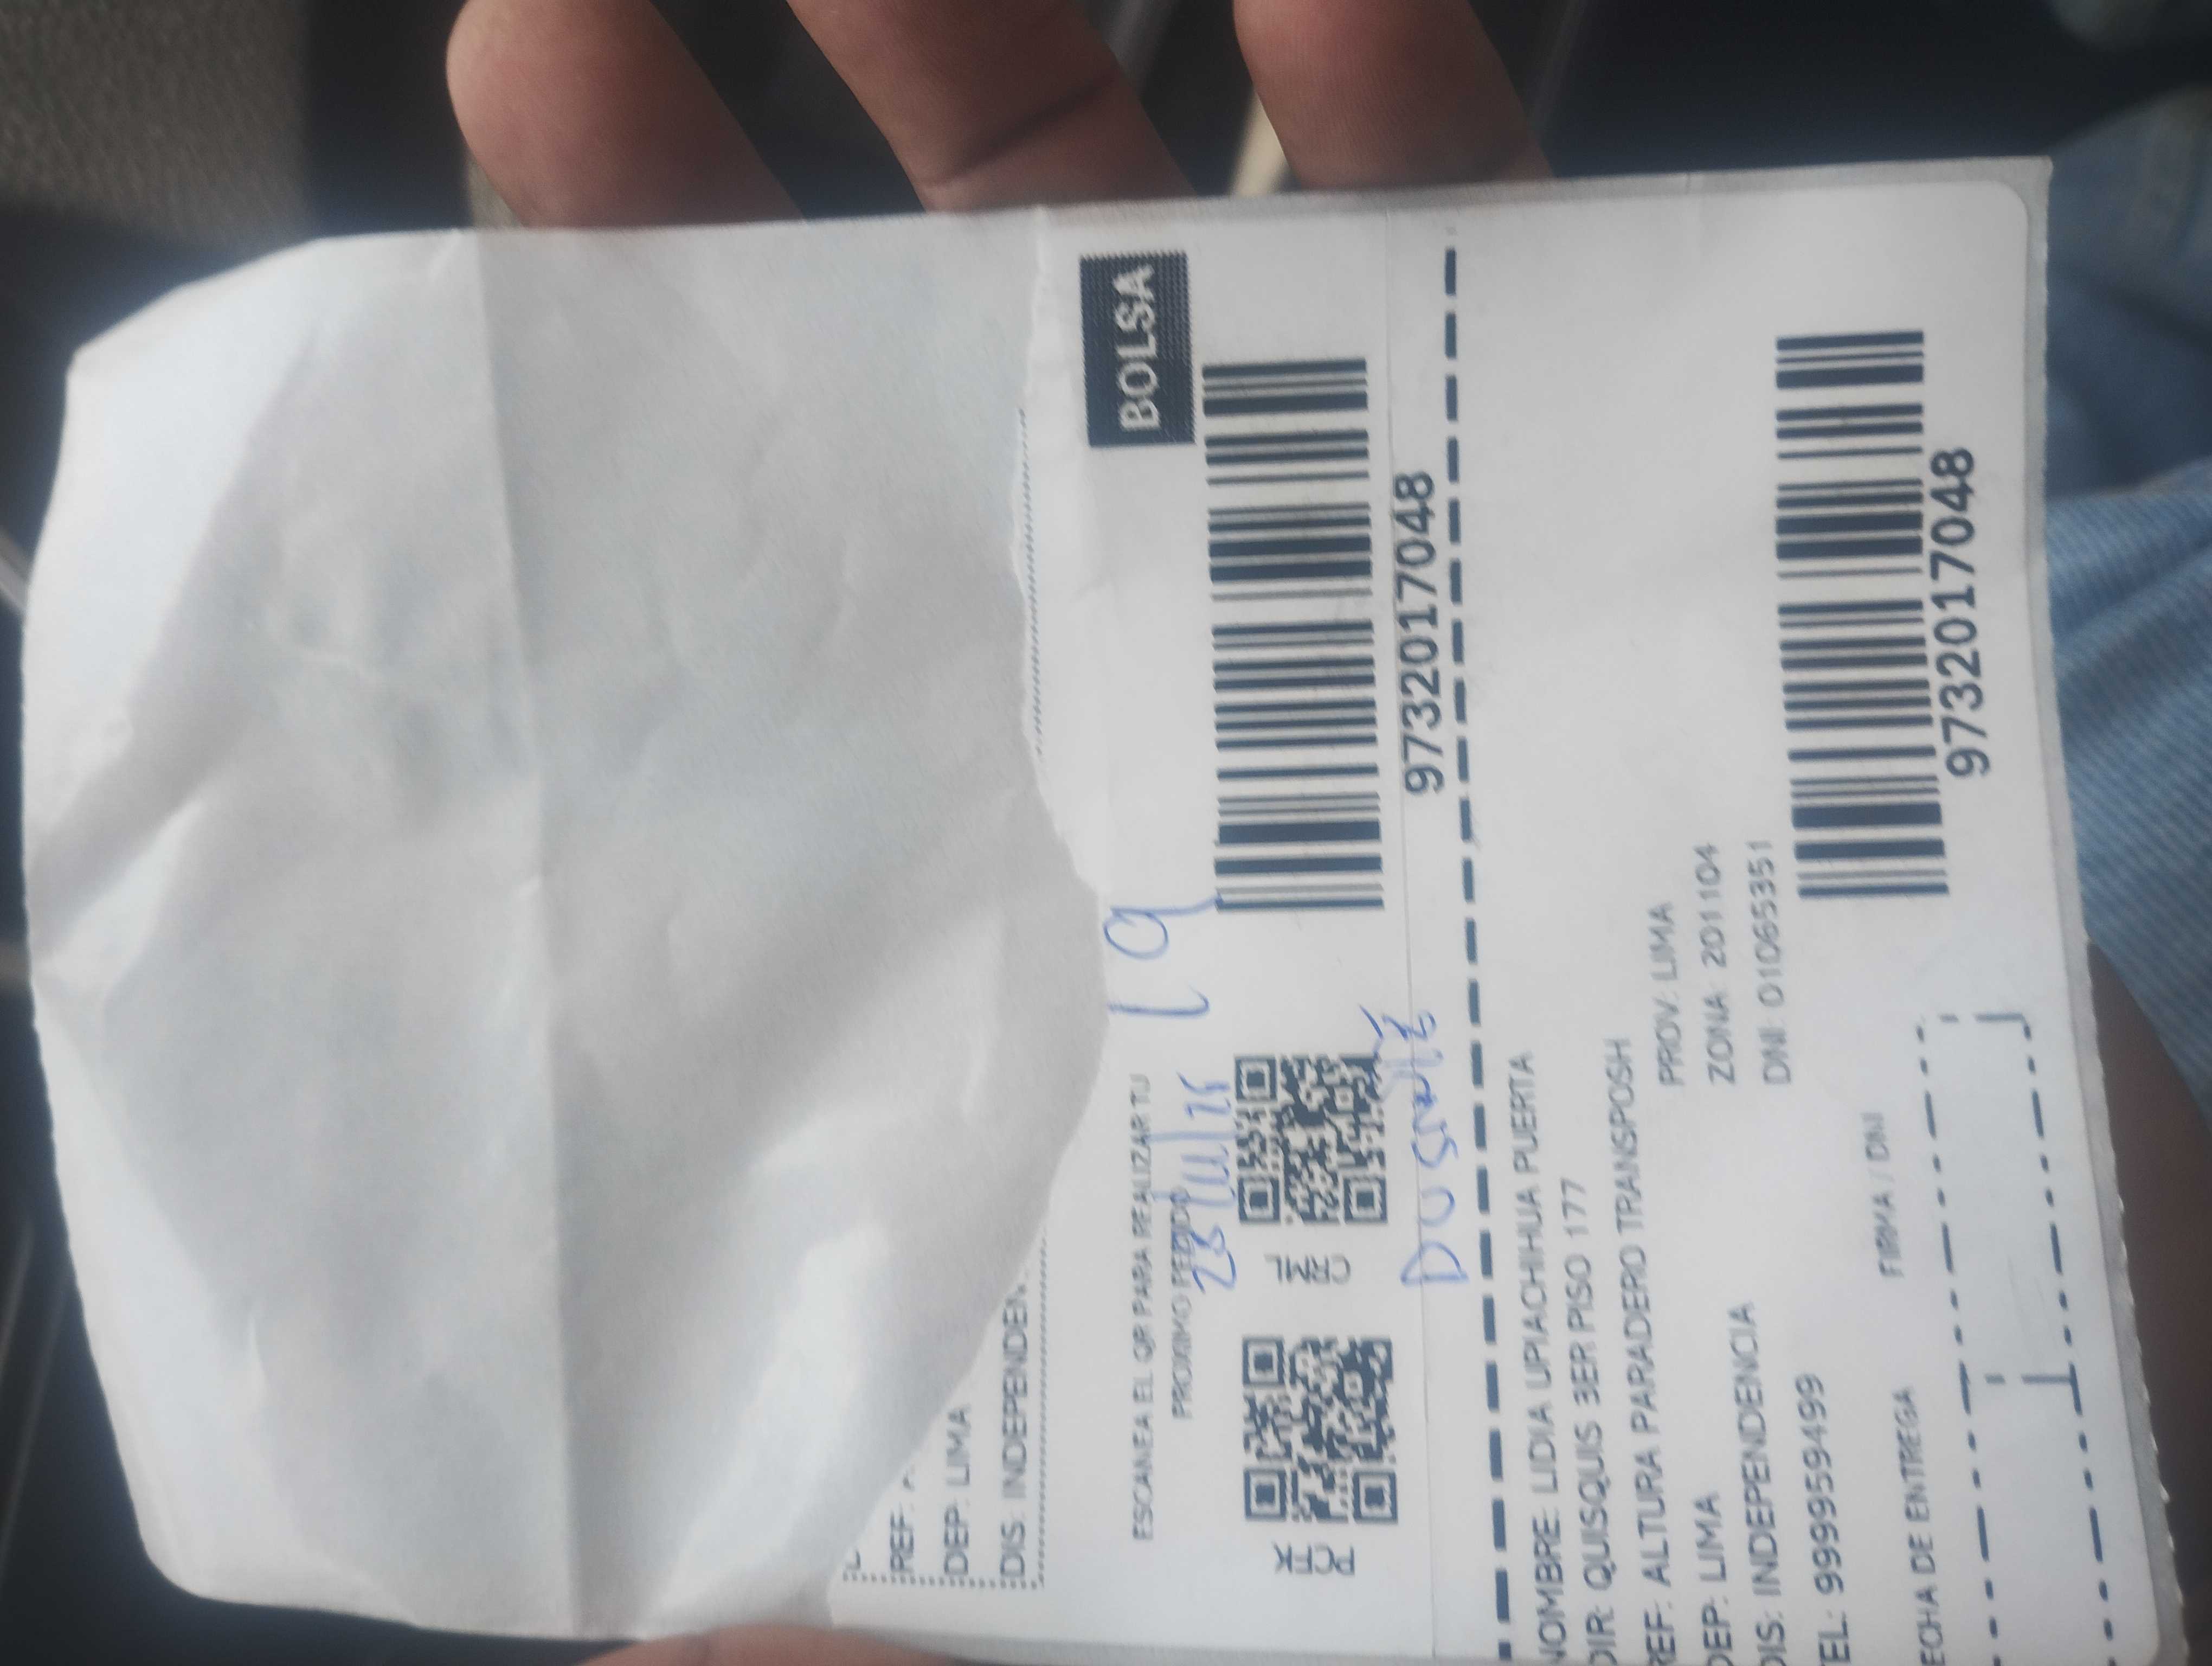 REF: A
DEP: LIMA
DIS: INDEPENDEN
BOLSA
ESCANEA EL QR PARA REALIZAR TU
PROXIMO PEDIDO
19
PCFK
CRML
9732017048
NOMBRE: LIDIA UPIACHIHUA PUERTA
DIR: QUISQUIS 3ER PISO 177
REF: ALTURA PARADERO TRANSPOSH
DEP: LIMA PROV: LIMA
DIS: INDEPENDENCIA ZONA: 201104
TEL: 999959499 DNI: 01065351
9732017048
FECHA DE ENTREGA FIRMA / DNI